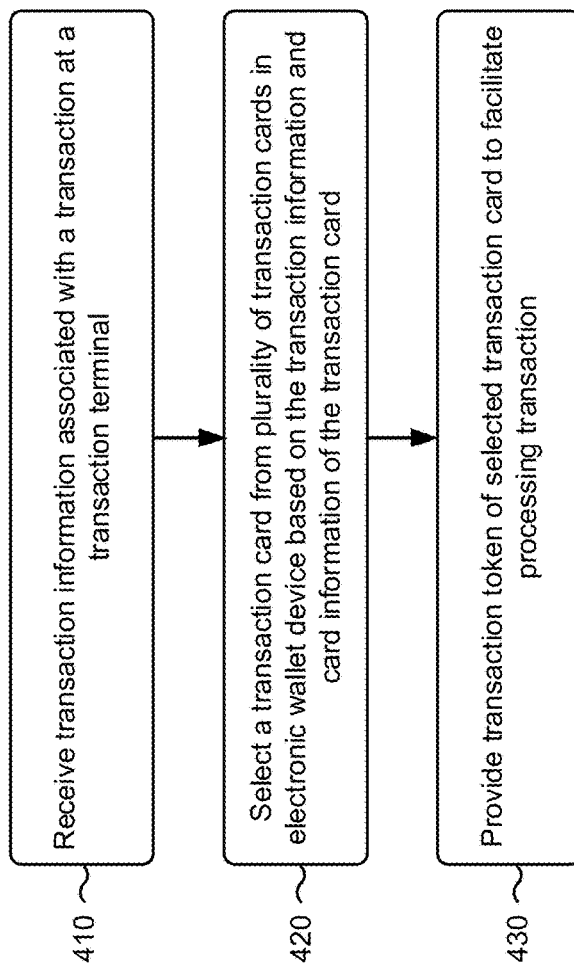 410
Receive transaction information associated with a transaction at a
transaction terminal
420
Select a transaction card from plurality of transaction cards in
electronic wallet device based on the transaction information and
card information of the transaction card
430
Provide transaction token of selected transaction card to facilitate
processing transaction